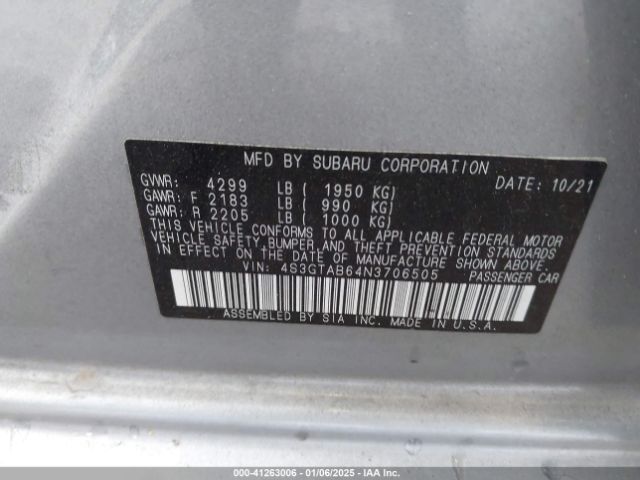 MFD BY SUBARU CORPORATION
GVWR: 4299 LB ( 1950 KG) DATE: 10/21
GAWR: F 2183 LB ( 990 KG)
GAWR: R 2205 LB ( 1000 KG)
THIS VEHICLE CONFORMS TO ALL APPLICABLE FEDERAL MOTOR
VEHICLE SAFETY, BUMPER, AND THEFT PREVENTION STANDARDS
IN EFFECT ON THE DATE OF MANUFACTURE SHOWN ABOVE.
VIN: 4S3GTAB64N3706505 PASSENGER CAR
ASSEMBLED BY SIA INC. MADE IN U.S.A.
000-41263006 - 01/06/2025 - IAA Inc.